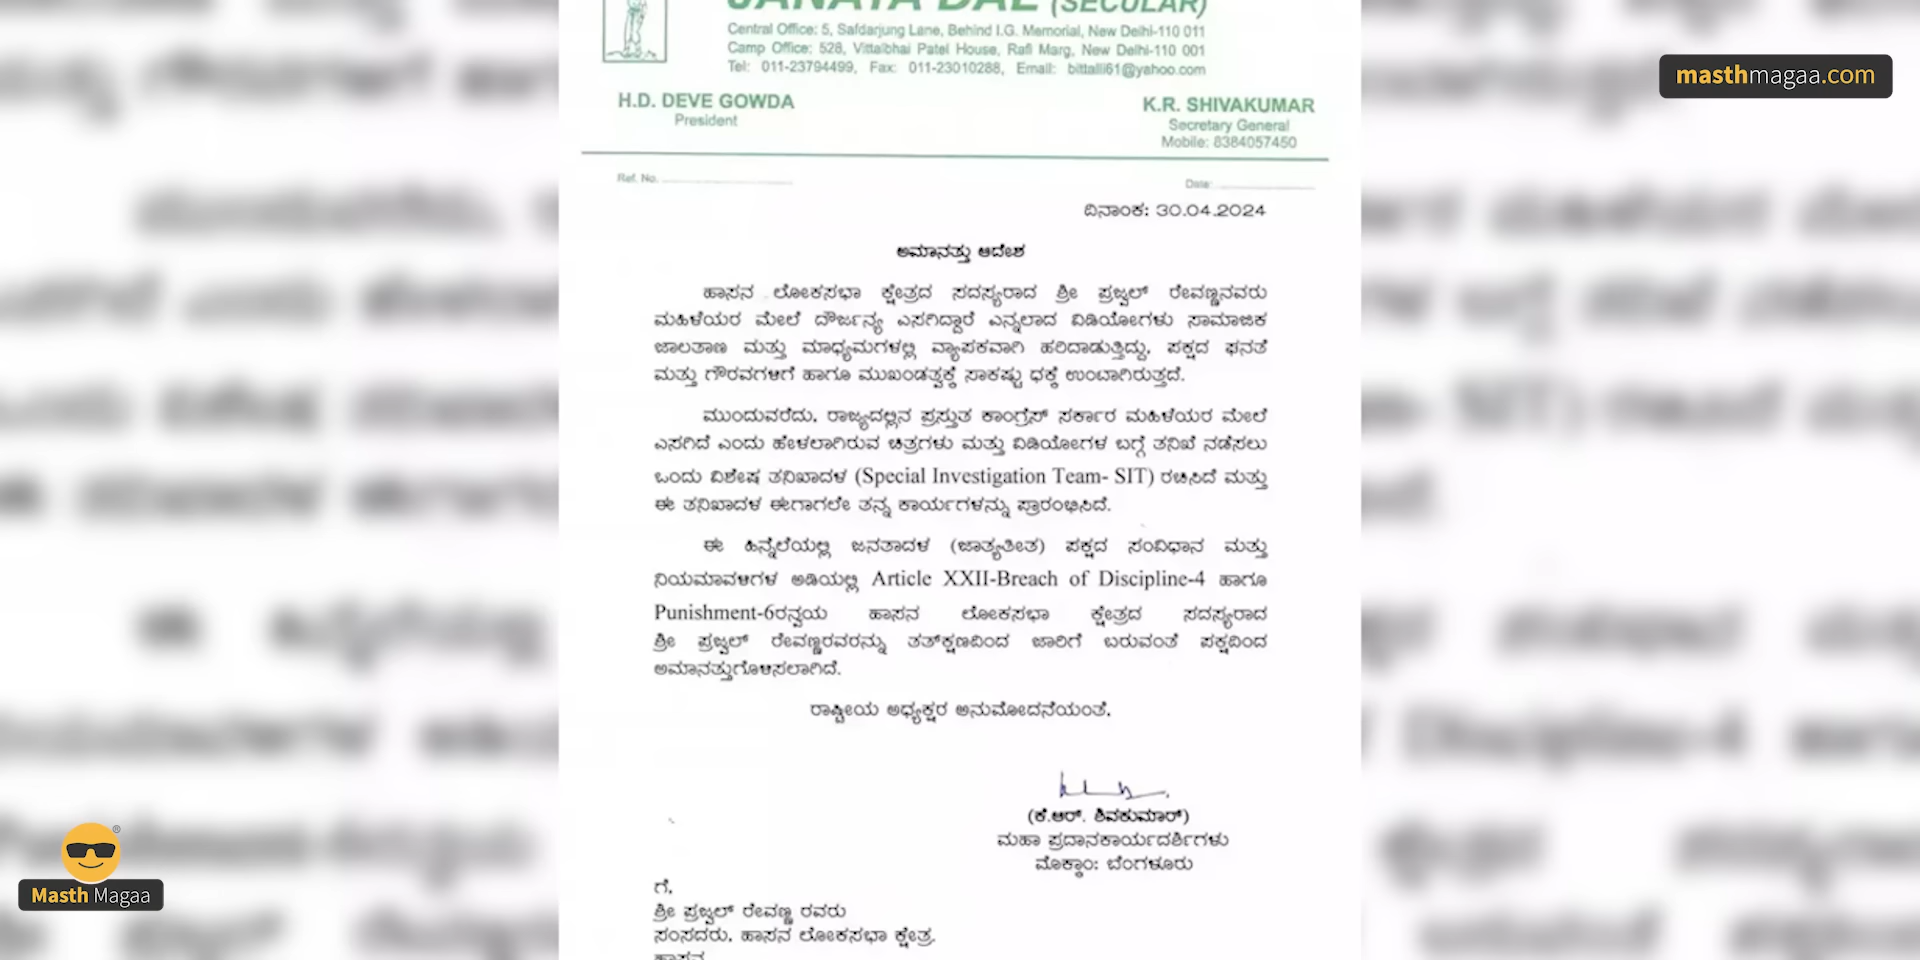 JANATA DAL (SECULAR)
Central Office: 5, Safdarjung Lane, Behind I.G. Memorial, New Delhi-110 011
Camp Office: 528, Vittalbhai Patel House, Rafi Marg, New Delhi-110 001
Tel: 011-23794499, Fax: 011-23010288, Email: bittalli61@yahoo.com
H.D. DEVE GOWDA
President
K.R. SHIVAKUMAR
Secretary General
Mobile: 8384057450
Ref. No.
Date:
ದಿನಾಂಕ: 30.04.2024
ಅಮಾನತ್ತು ಆದೇಶ
ಹಾಸನ ಲೋಕಸಭಾ ಕ್ಷೇತ್ರದ ಸದಸ್ಯರಾದ ಶ್ರೀ ಪ್ರಜ್ವಲ್ ರೇವಣ್ಣನವರು
ಮಹಿಳೆಯರ ಮೇಲೆ ದೌರ್ಜನ್ಯ ಎಸಗಿದ್ದಾರೆ ಎನ್ನಲಾದ ವಿಡಿಯೋಗಳು ಸಾಮಾಜಿಕ
ಜಾಲತಾಣ ಮತ್ತು ಮಾಧ್ಯಮಗಳಲ್ಲಿ ವ್ಯಾಪಕವಾಗಿ ಹರಿದಾಡುತ್ತಿದ್ದು, ಪಕ್ಷದ ಘನತೆ
ಮತ್ತು ಗೌರವಗಳಿಗೆ ಹಾಗೂ ಮುಖಂಡತ್ವಕ್ಕೆ ಸಾಕಷ್ಟು ಧಕ್ಕೆ ಉಂಟಾಗಿರುತ್ತದೆ.
ಮುಂದುವರೆದು, ರಾಜ್ಯದಲ್ಲಿನ ಪ್ರಸ್ತುತ ಕಾಂಗ್ರೆಸ್ ಸರ್ಕಾರ ಮಹಿಳೆಯರ ಮೇಲೆ
ಎಸಗಿದೆ ಎಂದು ಹೇಳಲಾಗಿರುವ ಚಿತ್ರಗಳು ಮತ್ತು ವಿಡಿಯೋಗಳ ಬಗ್ಗೆ ತನಿಖೆ ನಡೆಸಲು
ಒಂದು ವಿಶೇಷ ತನಿಖಾದಳ (Special Investigation Team- SIT) ರಚಿಸಿದೆ ಮತ್ತು
ಈ ತನಿಖಾದಳ ಈಗಾಗಲೇ ತನ್ನ ಕಾರ್ಯಗಳನ್ನು ಪ್ರಾರಂಭಿಸಿದೆ.
ಈ ಹಿನ್ನೆಲೆಯಲ್ಲಿ ಜನತಾದಳ (ಜಾತ್ಯತೀತ) ಪಕ್ಷದ ಸಂವಿಧಾನ ಮತ್ತು
ನಿಯಮಾವಳಿಗಳ ಅಡಿಯಲ್ಲಿ Article XXII-Breach of Discipline-4 ಹಾಗೂ
Punishment-6ರನ್ವಯ ಹಾಸನ ಲೋಕಸಭಾ ಕ್ಷೇತ್ರದ ಸದಸ್ಯರಾದ
ಶ್ರೀ ಪ್ರಜ್ವಲ್ ರೇವಣ್ಣರವರನ್ನು ತತ್‌ಕ್ಷಣದಿಂದ ಜಾರಿಗೆ ಬರುವಂತೆ ಪಕ್ಷದಿಂದ
ಅಮಾನತ್ತುಗೊಳಿಸಲಾಗಿದೆ.
ರಾಷ್ಟ್ರೀಯ ಅಧ್ಯಕ್ಷರ ಅನುಮೋದನೆಯಂತೆ,
(ಕೆ.ಆರ್. ಶಿವಕುಮಾರ್)
ಮಹಾ ಪ್ರದಾನಕಾರ್ಯದರ್ಶಿಗಳು
ಮೊಕ್ಕಾಂ: ಬೆಂಗಳೂರು
ಗೆ,
ಶ್ರೀ ಪ್ರಜ್ವಲ್ ರೇವಣ್ಣ ರವರು
ಸಂಸದರು, ಹಾಸನ ಲೋಕಸಭಾ ಕ್ಷೇತ್ರ,
ಹಾಸನ
masthmagaa.com
Masth Magaa